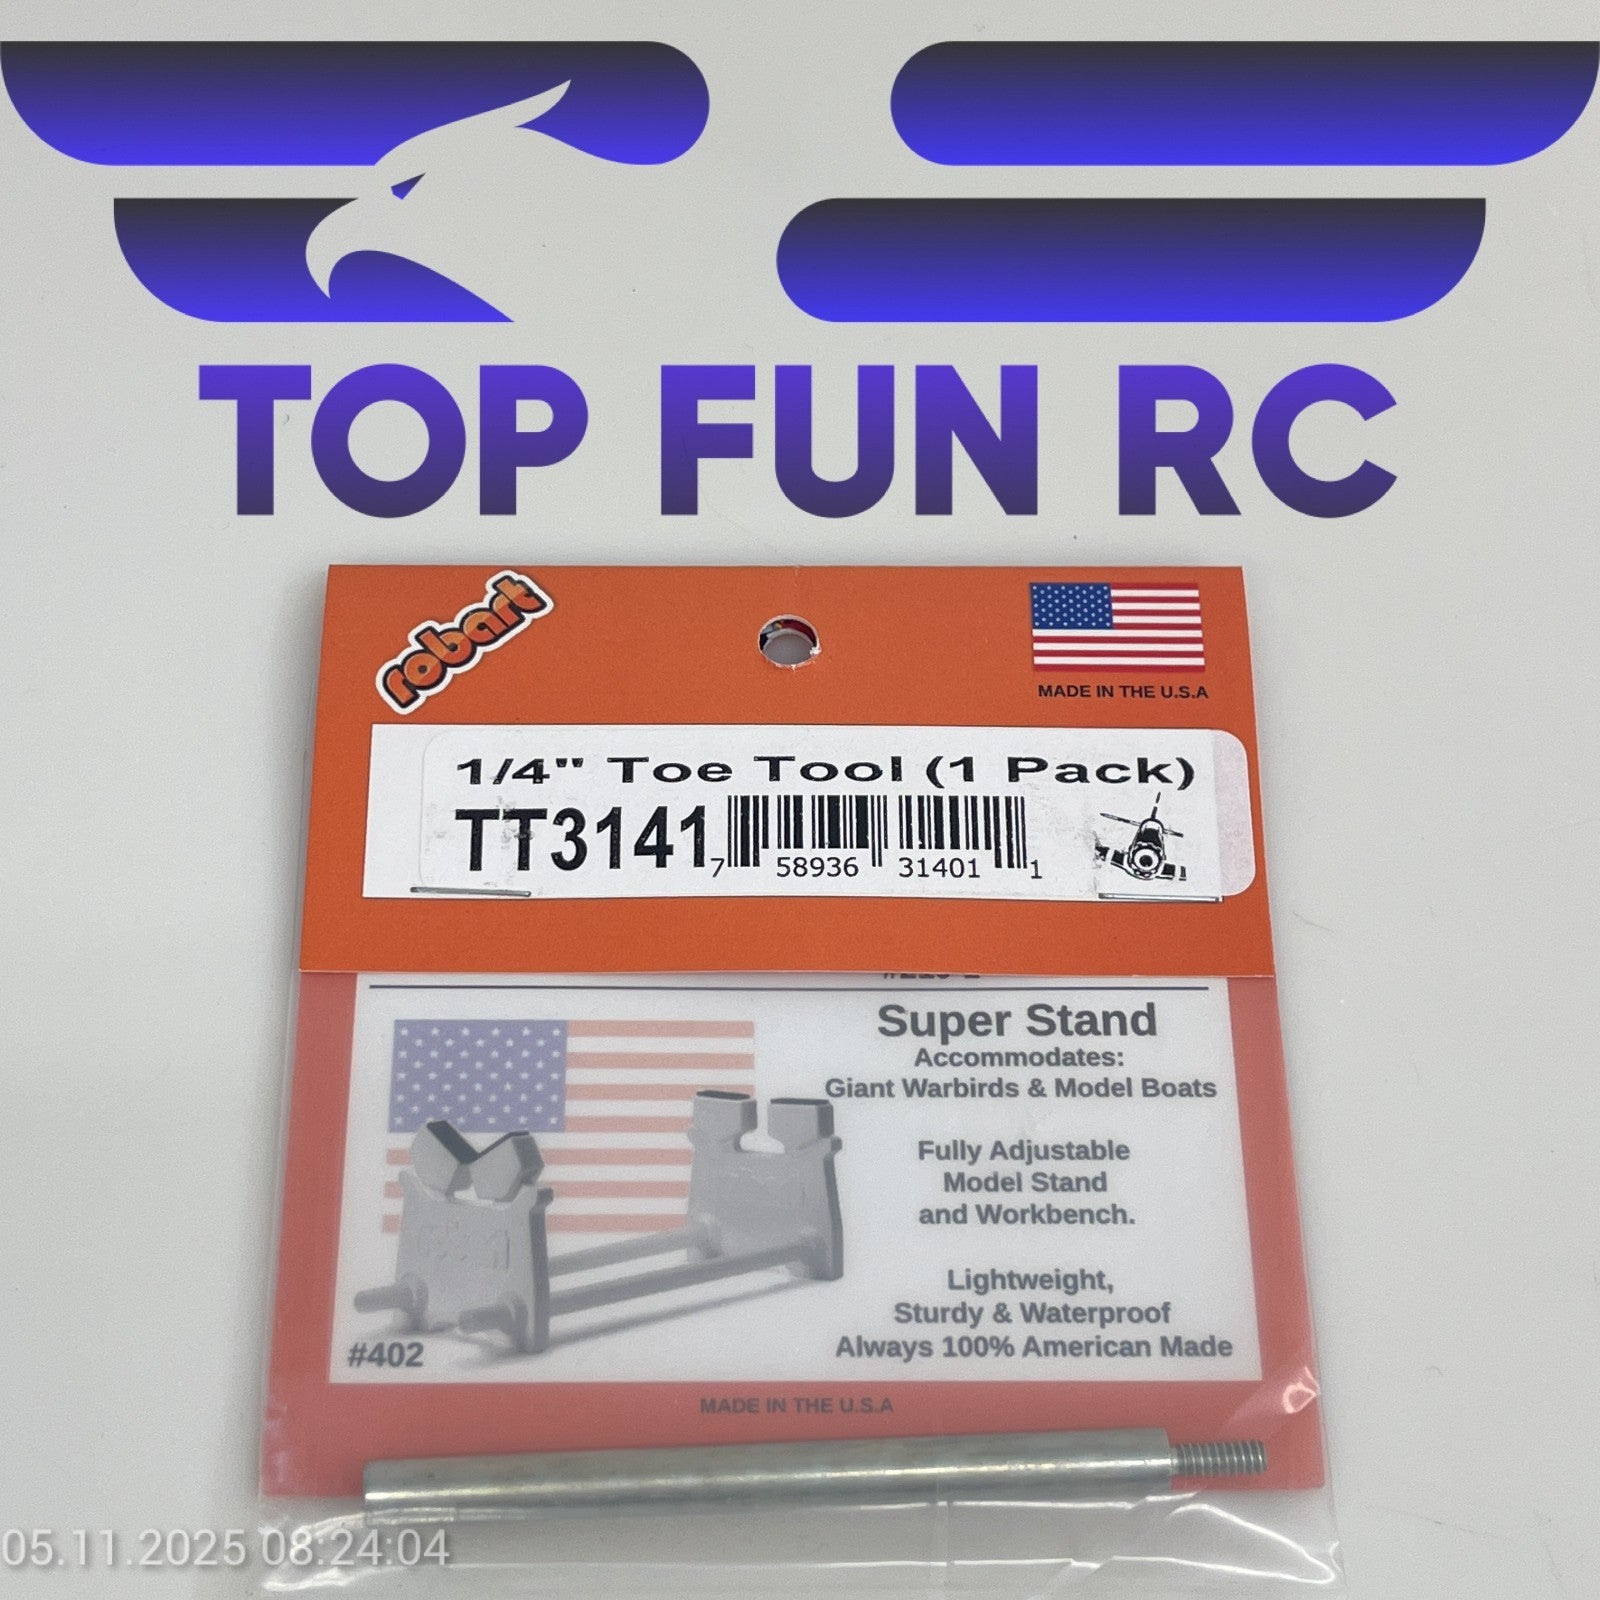 TOP FUN RC
robart
MADE IN THE U.S.A
1/4" Toe Tool (1 Pack)
TT3141
7 58936 31401 1
Super Stand
Accommodates:
Giant Warbirds & Model Boats
Fully Adjustable
Model Stand
and Workbench.
Lightweight,
Sturdy & Waterproof
Always 100% American Made
#402
MADE IN THE U.S.A
05.11.2025 08:24:04